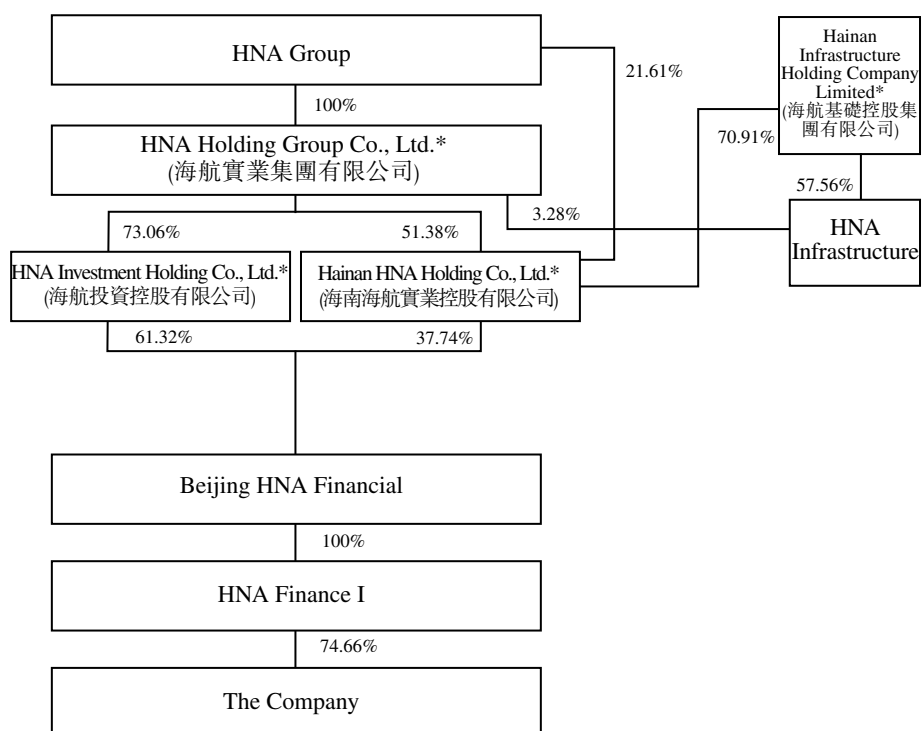 HNA Group
21.61%
Hainan
Infrastructure
Holding Company
Limited*
(海航基礎控股集
團有限公司)
100%
HNA Holding Group Co., Ltd.*
(海航實業集團有限公司)
70.91%
57.56%
3.28%
73.06%
51.38%
HNA
Infrastructure
HNA Investment Holding Co., Ltd.*
(海航投資控股有限公司)
Hainan HNA Holding Co., Ltd.*
(海南海航實業控股有限公司)
61.32%
37.74%
Beijing HNA Financial
100%
HNA Finance I
74.66%
The Company